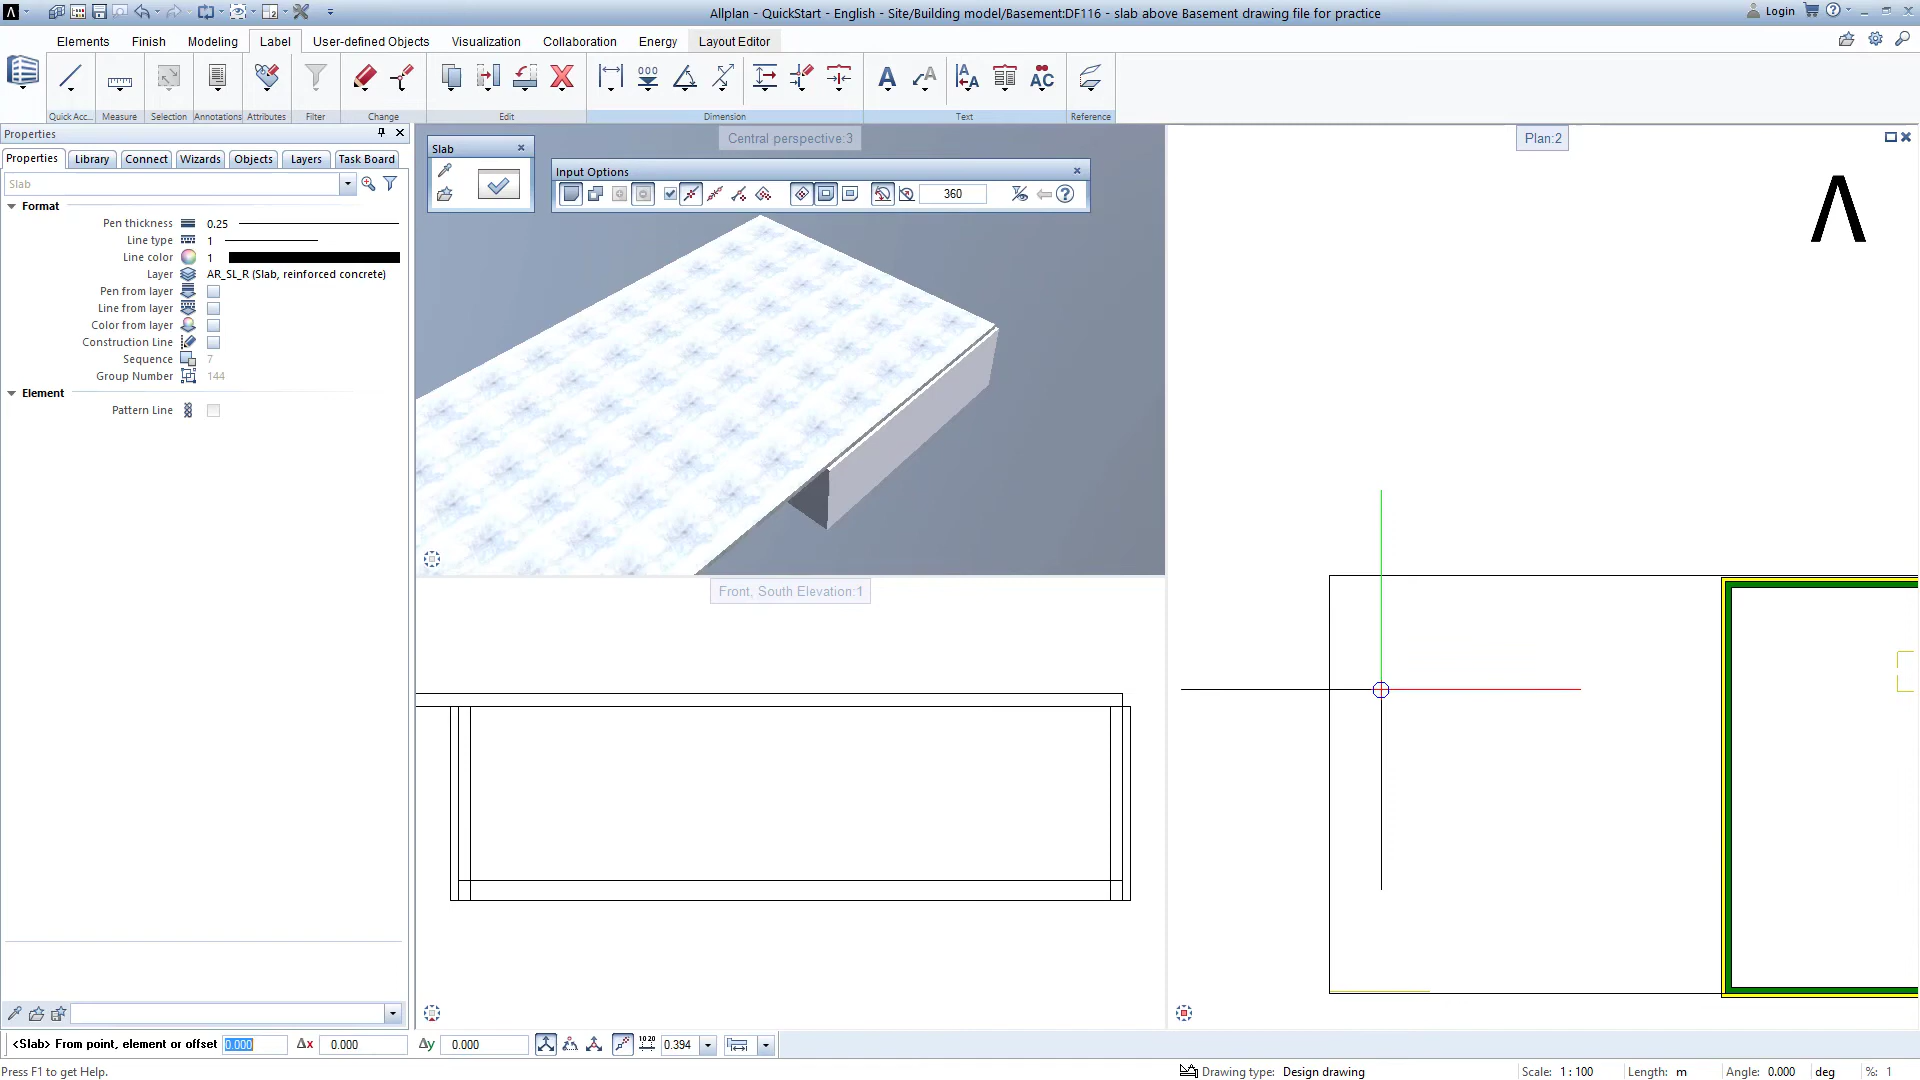 Allplan - QuickStart - English - Site/Building model/Basement:DF116 - slab above Basement drawing file for practice
Login
Elements Finish Modeling Label User-defined Objects Visualization Collaboration Energy Layout Editor
Quick Acc... Measure Selection Annotations Attributes Filter Change Edit Dimension Text Reference
Properties
Properties Library Connect Wizards Objects Layers Task Board
Slab
Format
Pen thickness 0.25
Line type 1
Line color 1
Layer AR_SL_R (Slab, reinforced concrete)
Pen from layer
Line from layer
Color from layer
Construction Line
Sequence 7
Group Number 144
Element
Pattern Line
Central perspective:3
Slab
Input Options
360
Plan:2
Front, South Elevation:1
<Slab> From point, element or offset 0.000 Δx 0.000 Δy 0.000 1020 0.394
Press F1 to get Help.
Drawing type: Design drawing Scale: 1 : 100 Length: m Angle: 0.000 deg %: 1